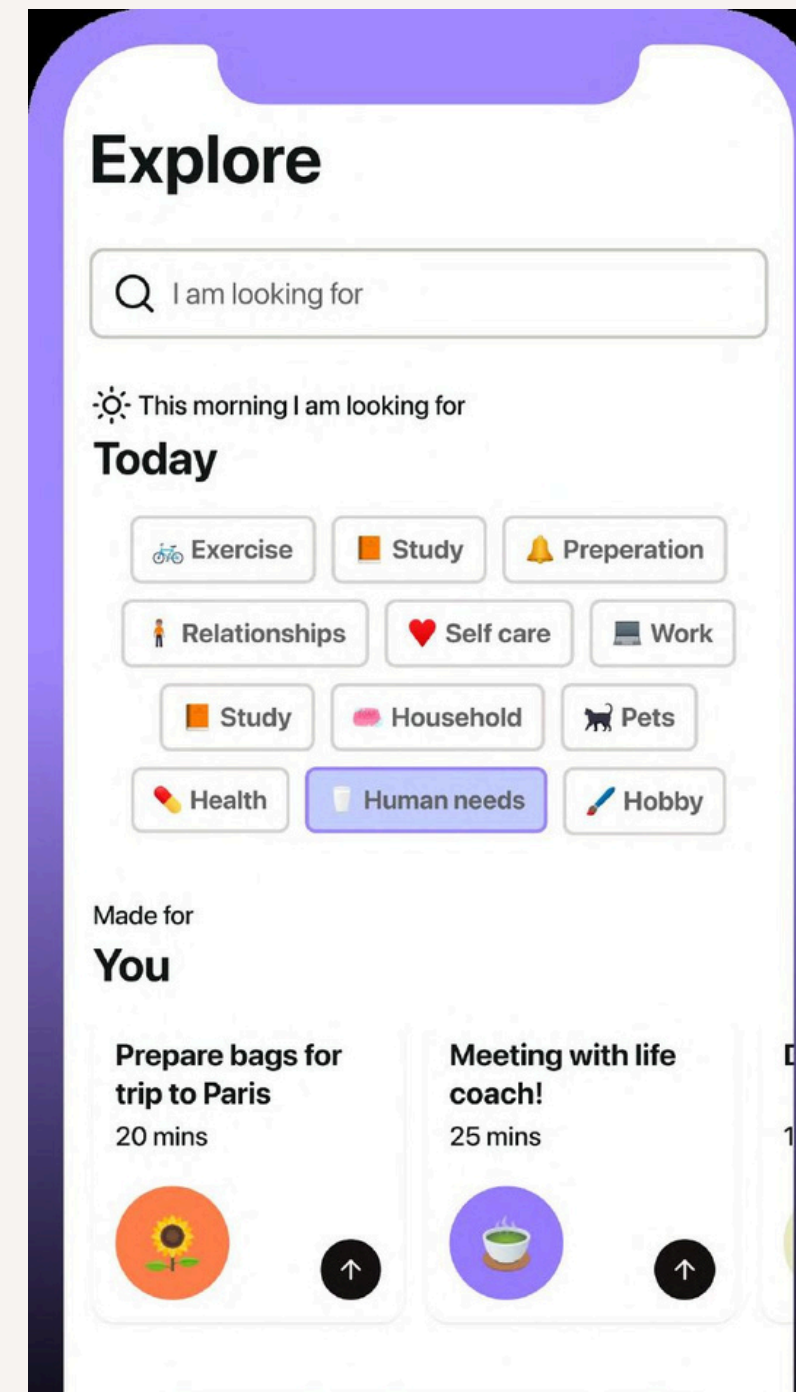 Explore
I am looking for
This morning I am looking for
Today
Exercise
Study
Preperation
Relationships
Self care
Work
Study
Household
Pets
Health
Human needs
Hobby
Made for
You
Prepare bags for
trip to Paris
20 mins
Meeting with life
coach!
25 mins